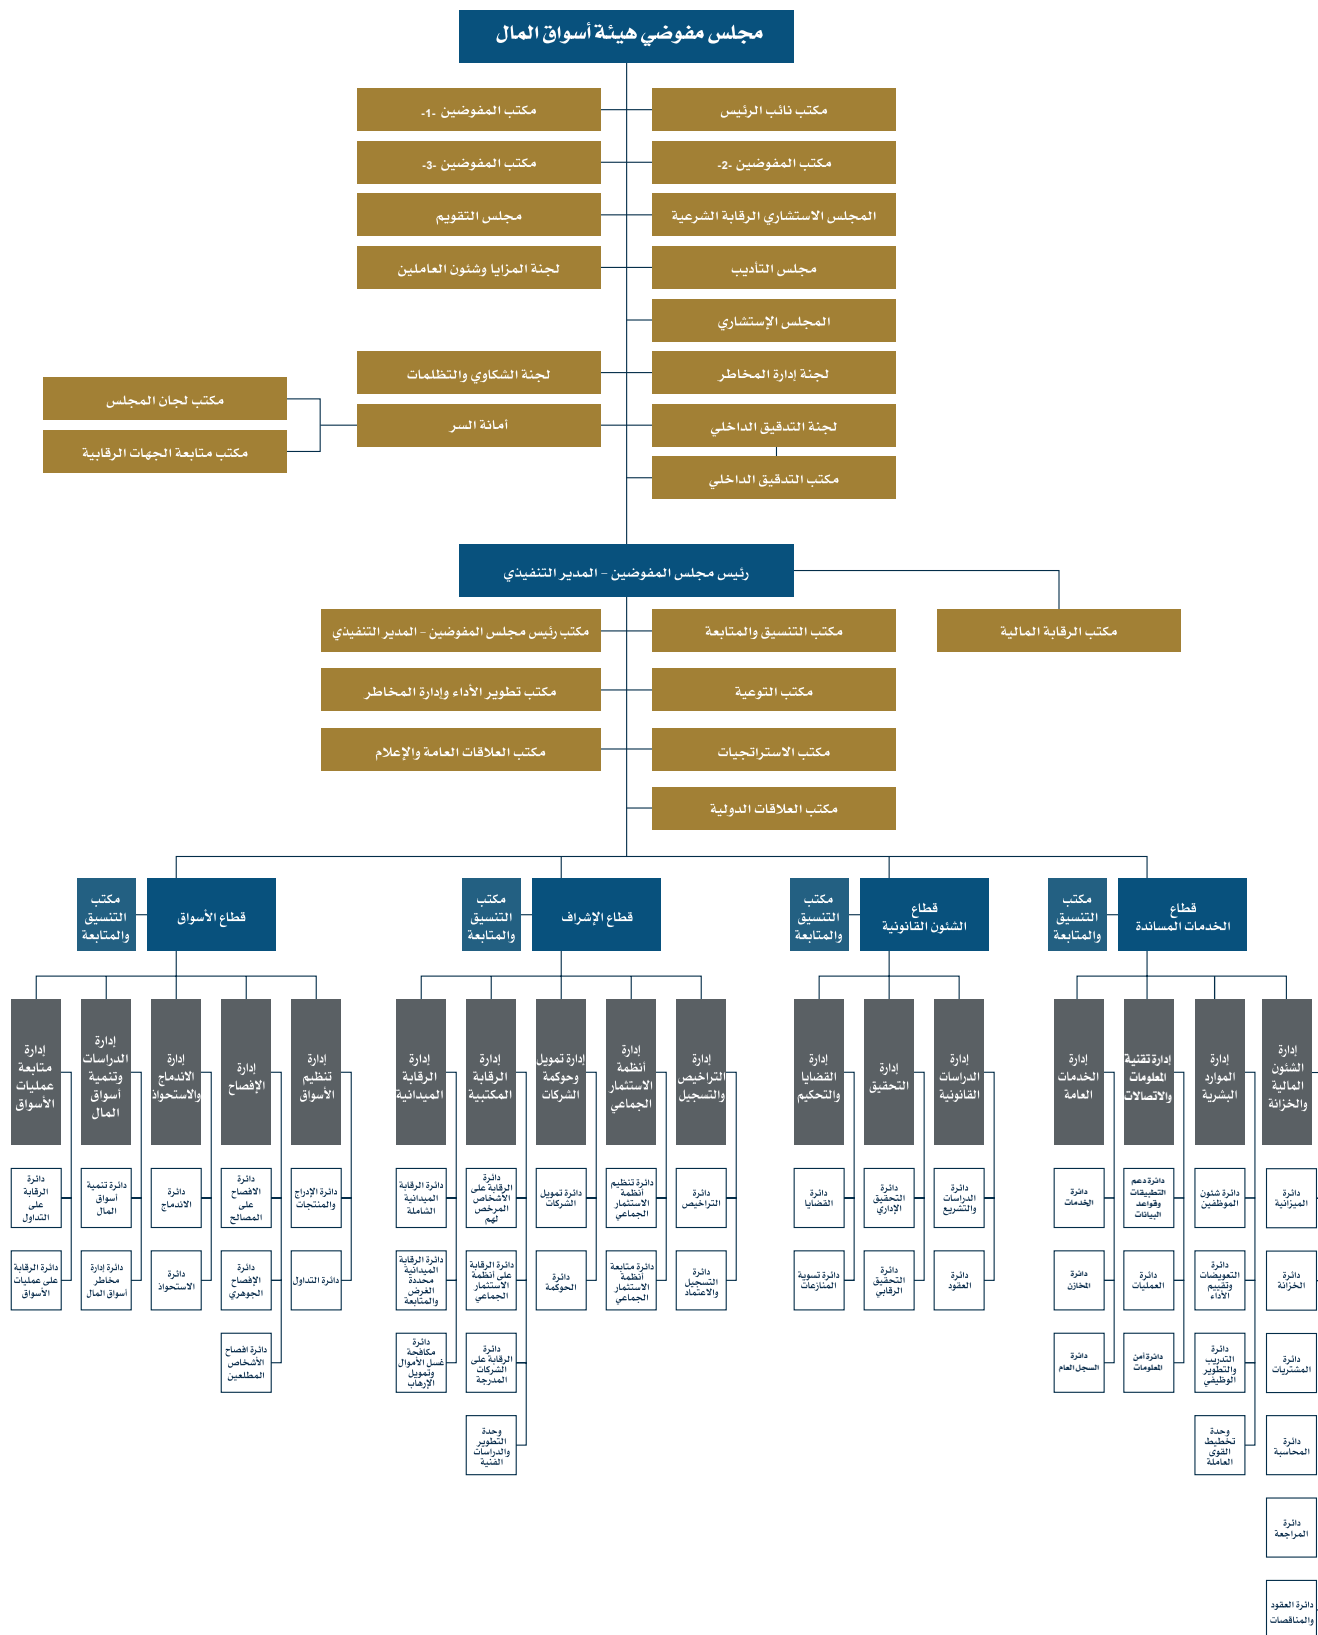 مجلس مفوضي هيئة أسواق المال
مكتب نائب الرئيس
مكتب المفوضين -1-
مكتب المفوضين -2-
مكتب المفوضين -3-
المجلس الاستشاري الرقابة الشرعية
مجلس التقويم
مجلس التأديب
لجنة المزايا وشئون العاملين
المجلس الإستشاري
لجنة إدارة المخاطر
لجنة الشكاوي والتظلمات
لجنة التدقيق الداخلي
أمانة السر
مكتب لجان المجلس
مكتب متابعة الجهات الرقابية
مكتب التدقيق الداخلي
رئيس مجلس المفوضين – المدير التنفيذي
مكتب الرقابة المالية
مكتب التنسيق والمتابعة
مكتب رئيس مجلس المفوضين – المدير التنفيذي
مكتب التوعية
مكتب تطوير الأداء وإدارة المخاطر
مكتب الاستراتجيات
مكتب العلاقات العامة والإعلام
مكتب العلاقات الدولية
قطاع
الخدمات المساندة
مكتب
التنسيق
والمتابعة
قطاع
الشئون القانونية
مكتب
التنسيق
والمتابعة
قطاع الإشراف
مكتب
التنسيق
والمتابعة
قطاع الأسواق
مكتب
التنسيق
والمتابعة
إدارة
الشئون
المالية
والخزانة
إدارة
الموارد
البشرية
إدارة تقنية
المعلومات
والاتصالات
إدارة
الخدمات
العامة
إدارة
الدراسات
القانونية
إدارة
التحقيق
إدارة
القضايا
والتحكيم
إدارة
التراخيص
والتسجيل
إدارة
أنظمة
الاستثمار
الجماعي
إدارة تمويل
وحوكمة
الشركات
إدارة
الرقابة
المكتبية
إدارة
الرقابة
الميدانية
إدارة
تنظيم
الأسواق
إدارة
الإفصاح
إدارة
الاندماج
والاستحواذ
إدارة
الدراسات
وتنمية
أسواق
المال
إدارة
متابعة
عمليات
الأسواق
دائرة
الميزانية
دائرة شئون
الموظفين
دائرة دعم
التطبيقات
وقواعد
البيانات
دائرة
الخدمات
دائرة
الدراسات
والتشريع
دائرة
التحقيق
الإداري
دائرة
القضايا
دائرة
التراخيص
دائرة تنظيم
أنظمة
الاستثمار
الجماعي
دائرة تمويل
الشركات
دائرة
الرقابة على
الأشخاص
المرخص
لهم
دائرة الرقابة
الميدانية
الشاملة
دائرة الإدراج
والمنتجات
دائرة
الافصاح
على
المصالح
دائرة
الاندماج
دائرة تنمية
أسواق
المال
دائرة
الرقابة
على
التداول
دائرة
الخزانة
دائرة
التعويضات
وتقييم
الأداء
دائرة
العمليات
دائرة
المخازن
دائرة
العقود
دائرة
التحقيق
الرقابي
دائرة تسوية
المنازعات
دائرة
التسجيل
والاعتماد
دائرة متابعة
أنظمة
الاستثمار
الجماعي
دائرة
الحوكمة
دائرة الرقابة
على أنظمة
الاستثمار
الجماعي
دائرة الرقابة
الميدانية
محددة
الغرض
والمتابعة
دائرة التداول
دائرة
الإفصاح
الجوهري
دائرة
الاستحواذ
دائرة إدارة
مخاطر
أسواق المال
دائرة الرقابة
على عمليات
الأسواق
دائرة
المشتريات
دائرة
التدريب
والتطوير
الوظيفي
دائرة أمن
المعلومات
دائرة
السجل العام
دائرة
الرقابة على
الشركات
المدرجة
دائرة
مكافحة
غسل الأموال
وتمويل
الإرهاب
دائرة افصاح
الأشخاص
المطلعين
دائرة
المحاسبة
وحدة
تخطيط
القوى
العاملة
وحدة
التطوير
والدراسات
الفنية
دائرة
المراجعة
دائرة العقود
والمناقصات